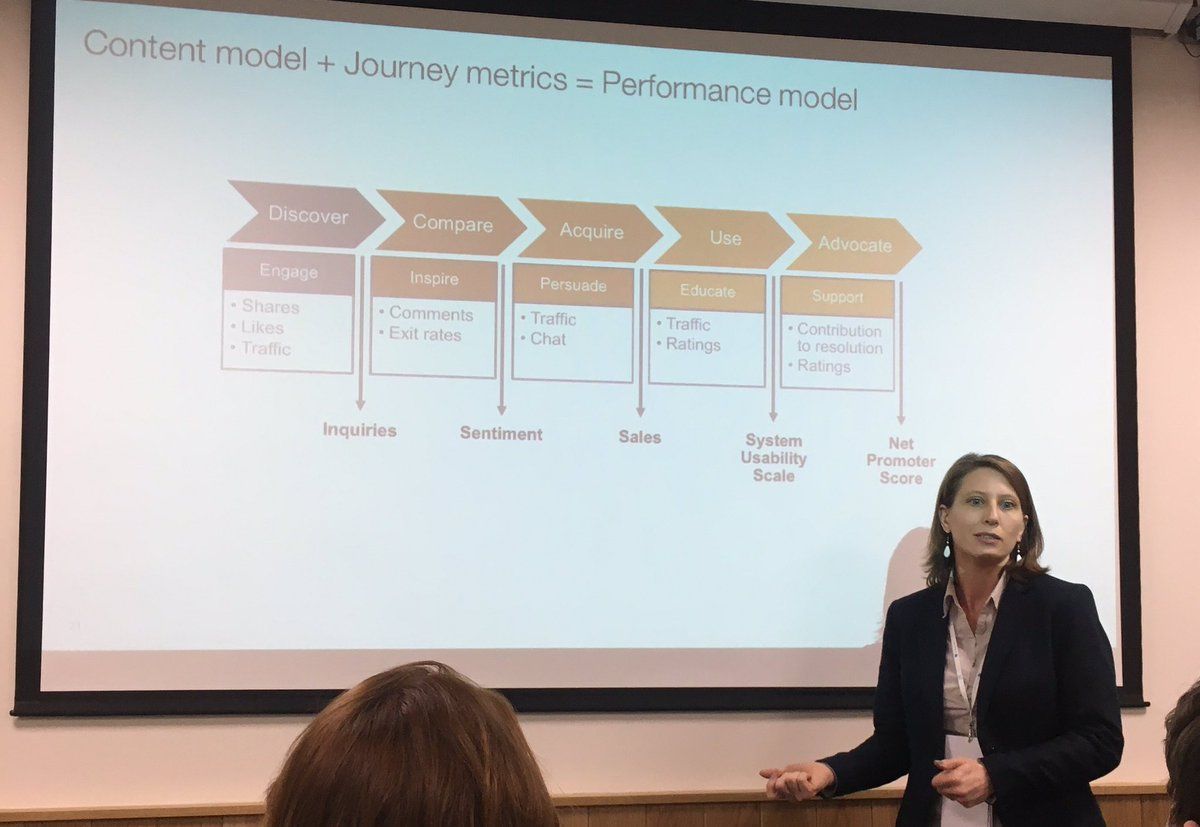 Content model + Journey metrics = Performance model
Discover
Compare
Acquire
Use
Advocate
Engage
• Shares
• Likes
• Traffic
Inspire
• Comments
• Exit rates
Persuade
• Traffic
• Chat
Educate
• Traffic
• Ratings
Support
• Contribution
to resolution
• Ratings
Inquiries
Sentiment
Sales
System
Usability
Scale
Net
Promoter
Score